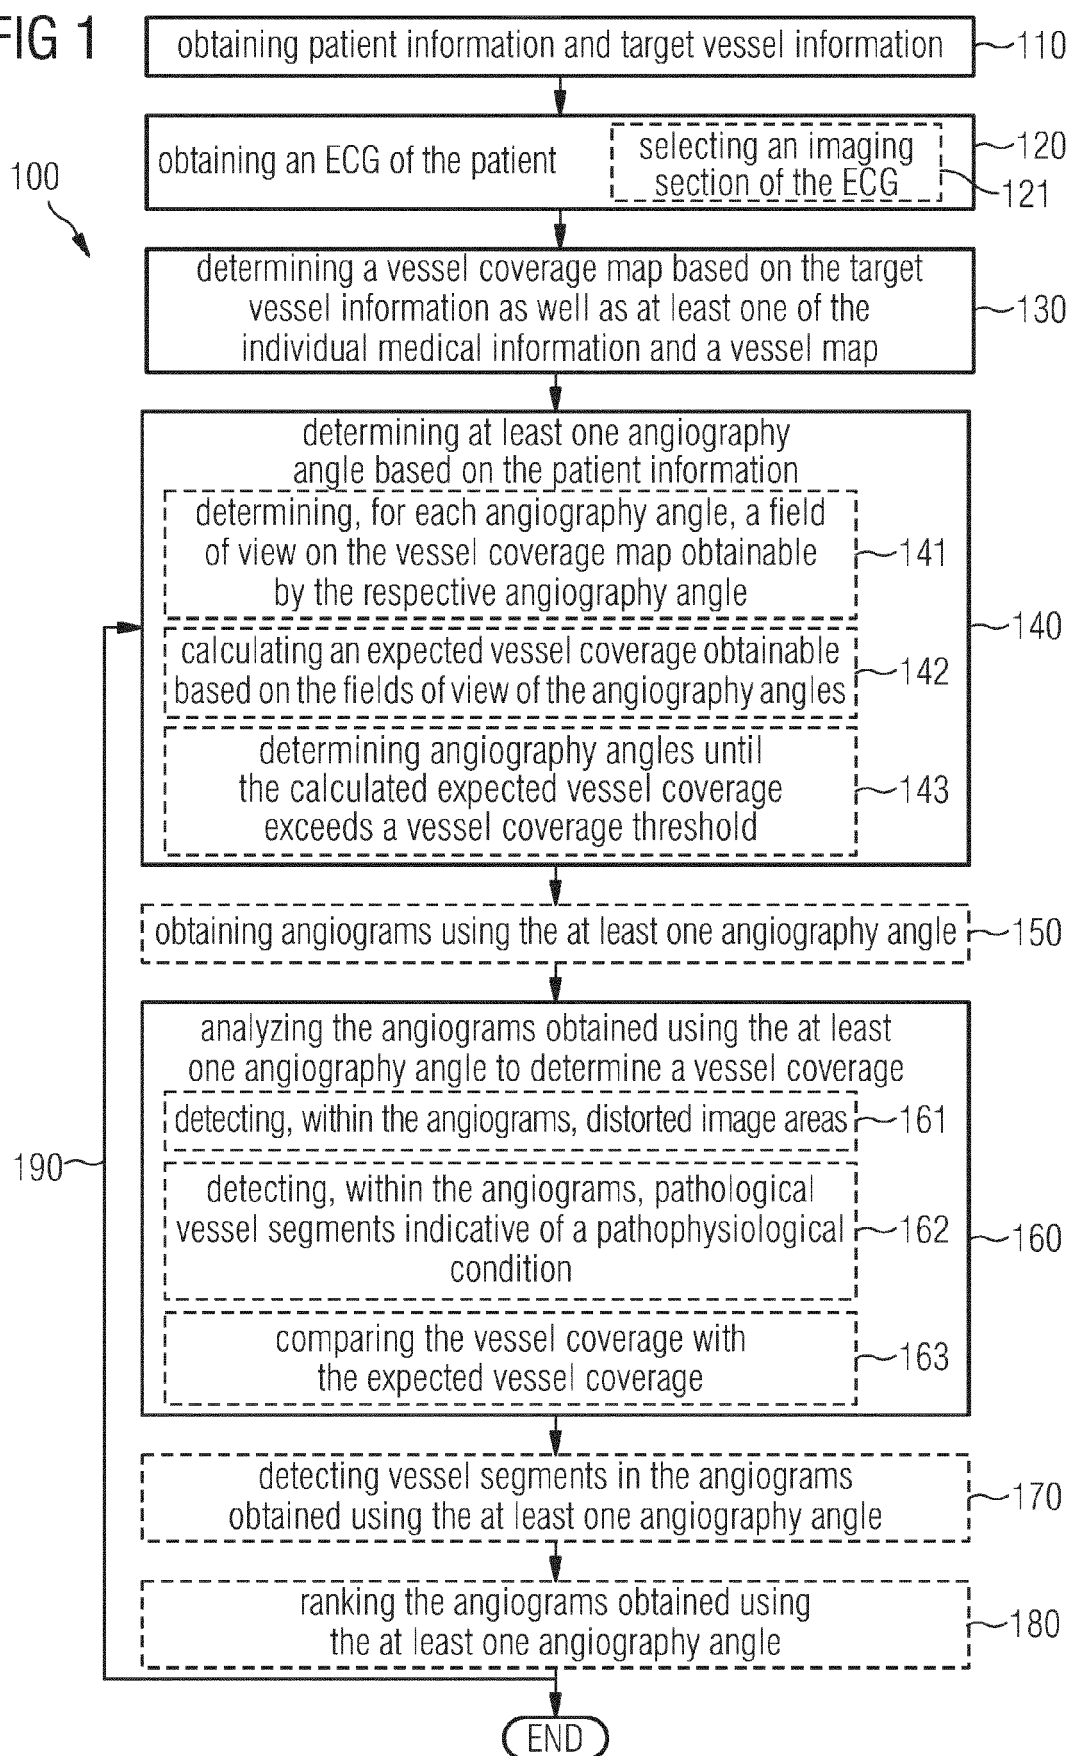 FIG 1
obtaining patient information and target vessel information
110
obtaining an ECG of the patient
selecting an imaging
section of the ECG
120
121
100
determining a vessel coverage map based on the target
vessel information as well as at least one of the
individual medical information and a vessel map
130
determining at least one angiography
angle based on the patient information
determining, for each angiography angle, a field
of view on the vessel coverage map obtainable
by the respective angiography angle
141
140
calculating an expected vessel coverage obtainable
based on the fields of view of the angiography angles
142
determining angiography angles until
the calculated expected vessel coverage
exceeds a vessel coverage threshold
143
obtaining angiograms using the at least one angiography angle
150
analyzing the angiograms obtained using the at least
one angiography angle to determine a vessel coverage
detecting, within the angiograms, distorted image areas
161
190
detecting, within the angiograms, pathological
vessel segments indicative of a pathophysiological
condition
162
160
comparing the vessel coverage with
the expected vessel coverage
163
detecting vessel segments in the angiograms
obtained using the at least one angiography angle
170
ranking the angiograms obtained using
the at least one angiography angle
180
END